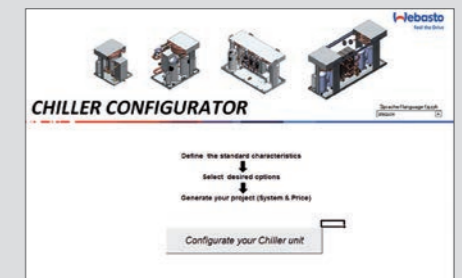 Webasto
Feel the Drive
CHILLER CONFIGURATOR
Define the standard characteristics
Select desired options
Generate your project (System & Price)
Configurate your Chiller unit